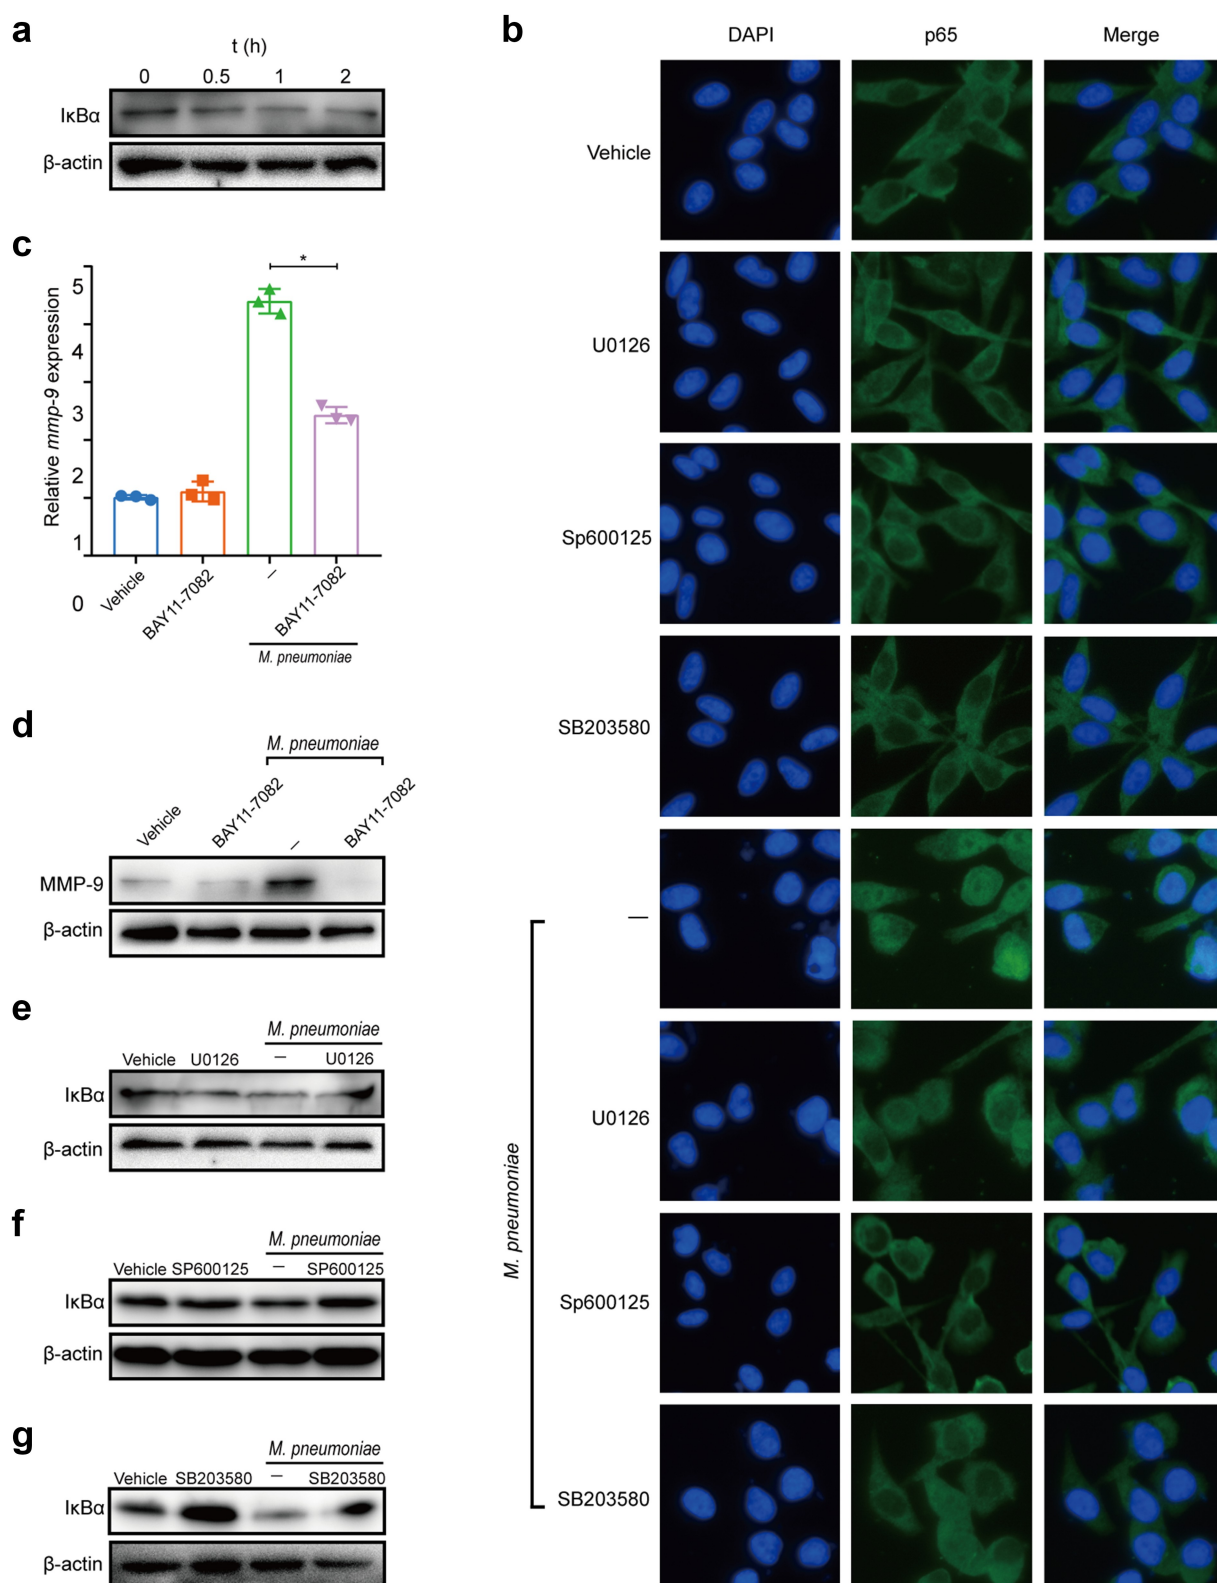 a
t (h)
0 0.5 1 2
IκBα
β-actin
b
DAPI p65 Merge
Vehicle
U0126
Sp600125
SB203580
—
U0126
Sp600125
SB203580
M. pneumoniae
c
Relative mmp-9 expression
5
4
3
2
1
0
*
Vehicle BAY11-7082 – BAY11-7082
M. pneumoniae
d
M. pneumoniae
Vehicle BAY11-7082 – BAY11-7082
MMP-9
β-actin
e
M. pneumoniae
Vehicle U0126 – U0126
IκBα
β-actin
f
M. pneumoniae
Vehicle SP600125 – SP600125
IκBα
β-actin
g
M. pneumoniae
Vehicle SB203580 – SB203580
IκBα
β-actin